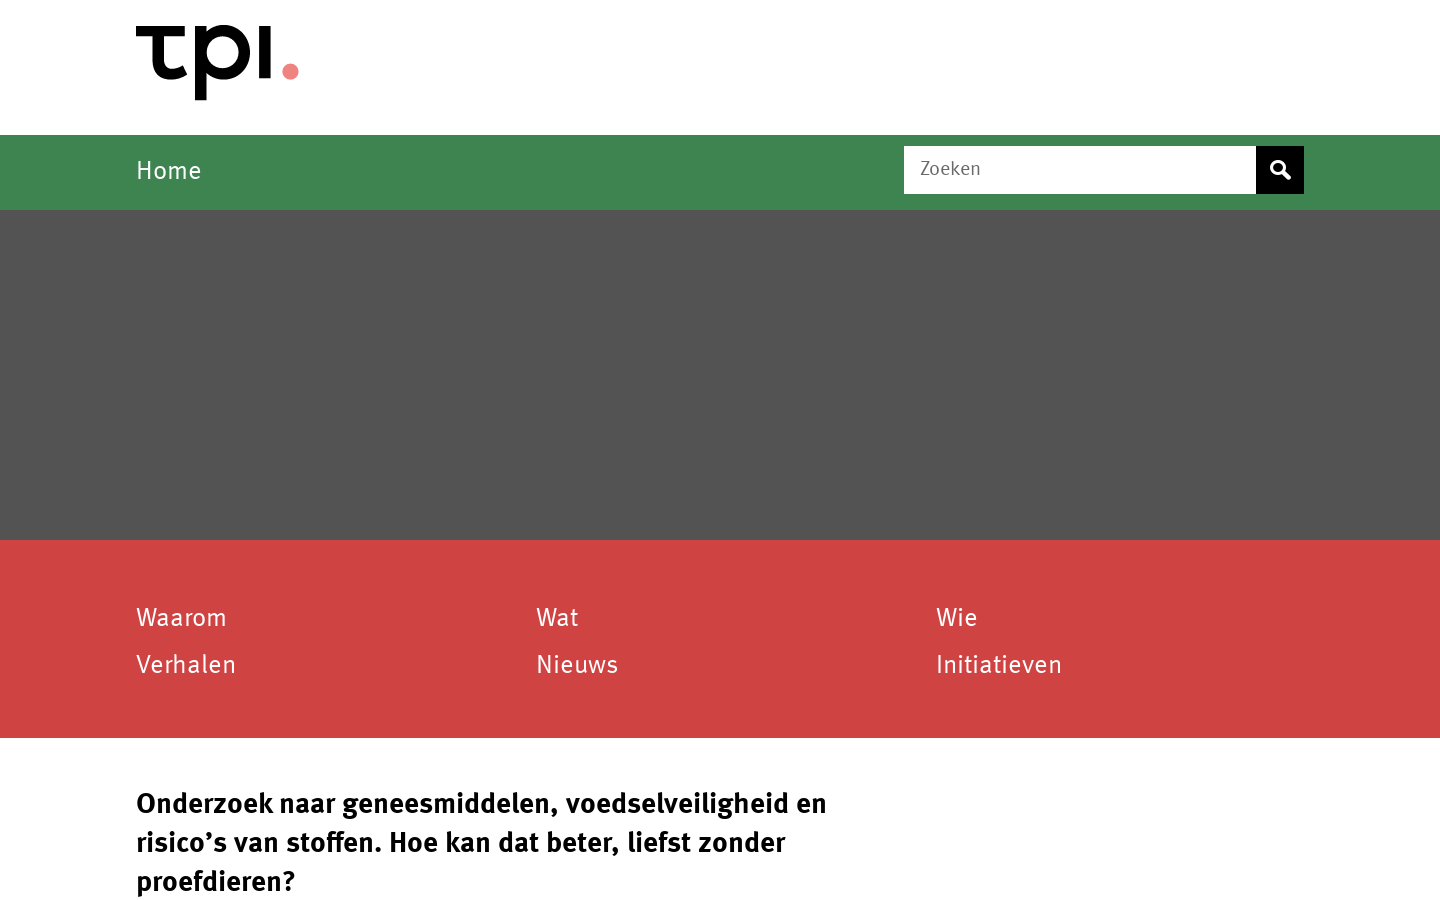 tpi.
Home
Zoeken
Waarom
Wat
Wie
Verhalen
Nieuws
Initiatieven
Onderzoek naar geneesmiddelen, voedselveiligheid en
risico’s van stoffen. Hoe kan dat beter, liefst zonder
proefdieren?